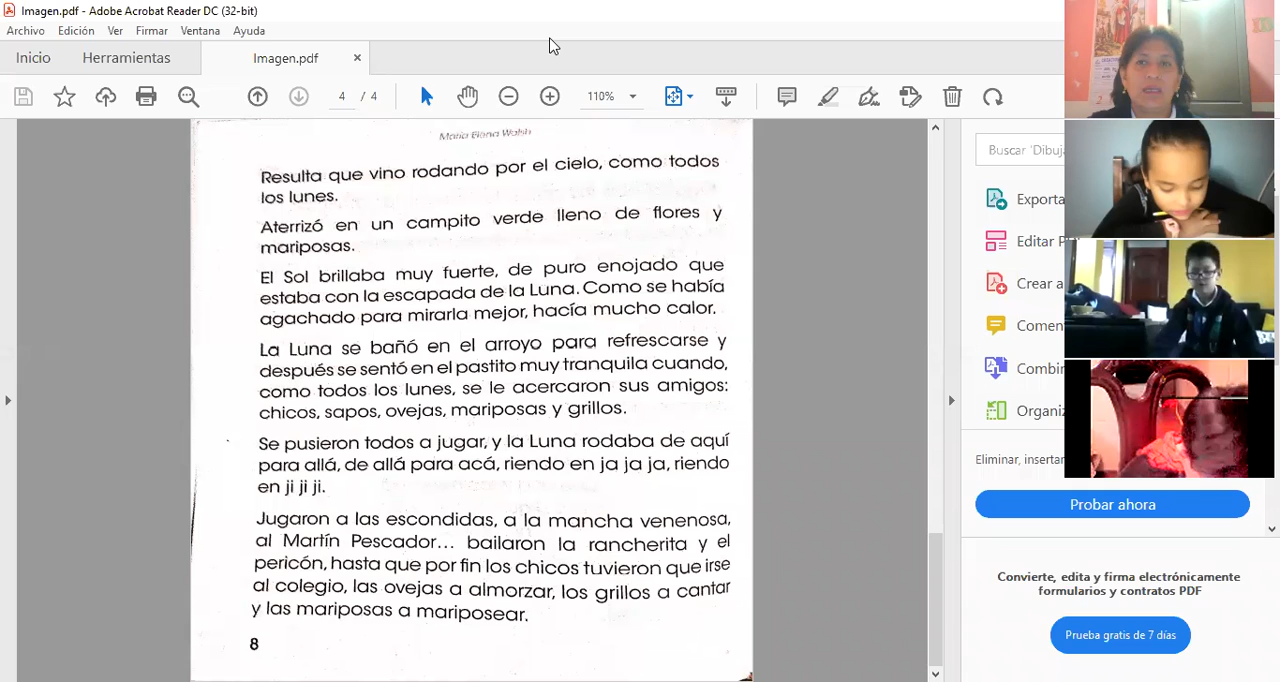 Imagen.pdf - Adobe Acrobat Reader DC (32-bit)
Archivo Edición Ver Firmar Ventana Ayuda
Inicio Herramientas Imagen.pdf ×
4 / 4 110%
María Elena Walsh
Resulta que vino rodando por el cielo, como todos
los lunes.
Aterrizó en un campito verde lleno de flores y
mariposas.
El Sol brillaba muy fuerte, de puro enojado que
estaba con la escapada de la Luna. Como se había
agachado para mirarla mejor, hacía mucho calor.
La Luna se bañó en el arroyo para refrescarse y
después se sentó en el pastito muy tranquila cuando,
como todos los lunes, se le acercaron sus amigos:
chicos, sapos, ovejas, mariposas y grillos.
Se pusieron todos a jugar, y la Luna rodaba de aquí
para allá, de allá para acá, riendo en ja ja ja, riendo
en ji ji ji.
Jugaron a las escondidas, a la mancha venenosa,
al Martín Pescador... bailaron la rancherita y el
pericón, hasta que por fin los chicos tuvieron que irse
al colegio, las ovejas a almorzar, los grillos a cantar
y las mariposas a mariposear.
8
Buscar 'Dibuj
Exporta
Editar P
Crear a
Comen
Combin
Organiz
Eliminar, insertar
Probar ahora
Convierte, edita y firma electrónicamente
formularios y contratos PDF
Prueba gratis de 7 días